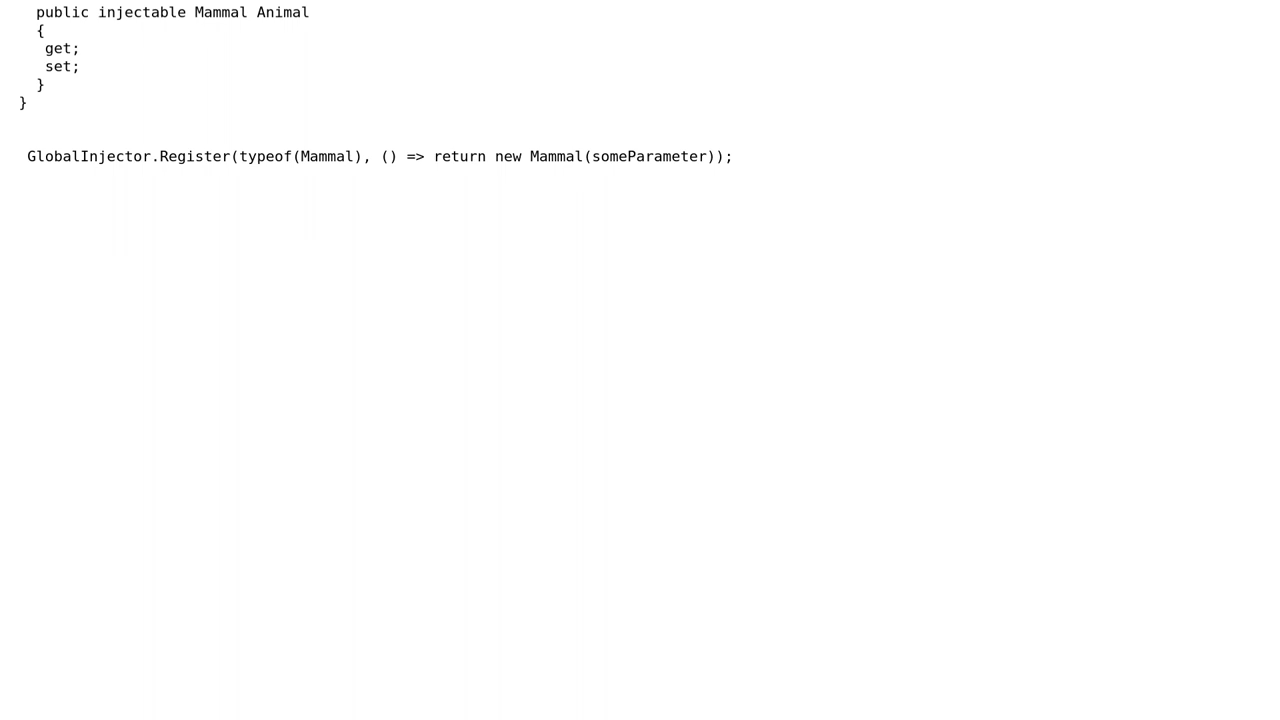 public injectable Mammal Animal
{
get;
set;
}
}
GlobalInjector.Register(typeof(Mammal), () => return new Mammal(someParameter));